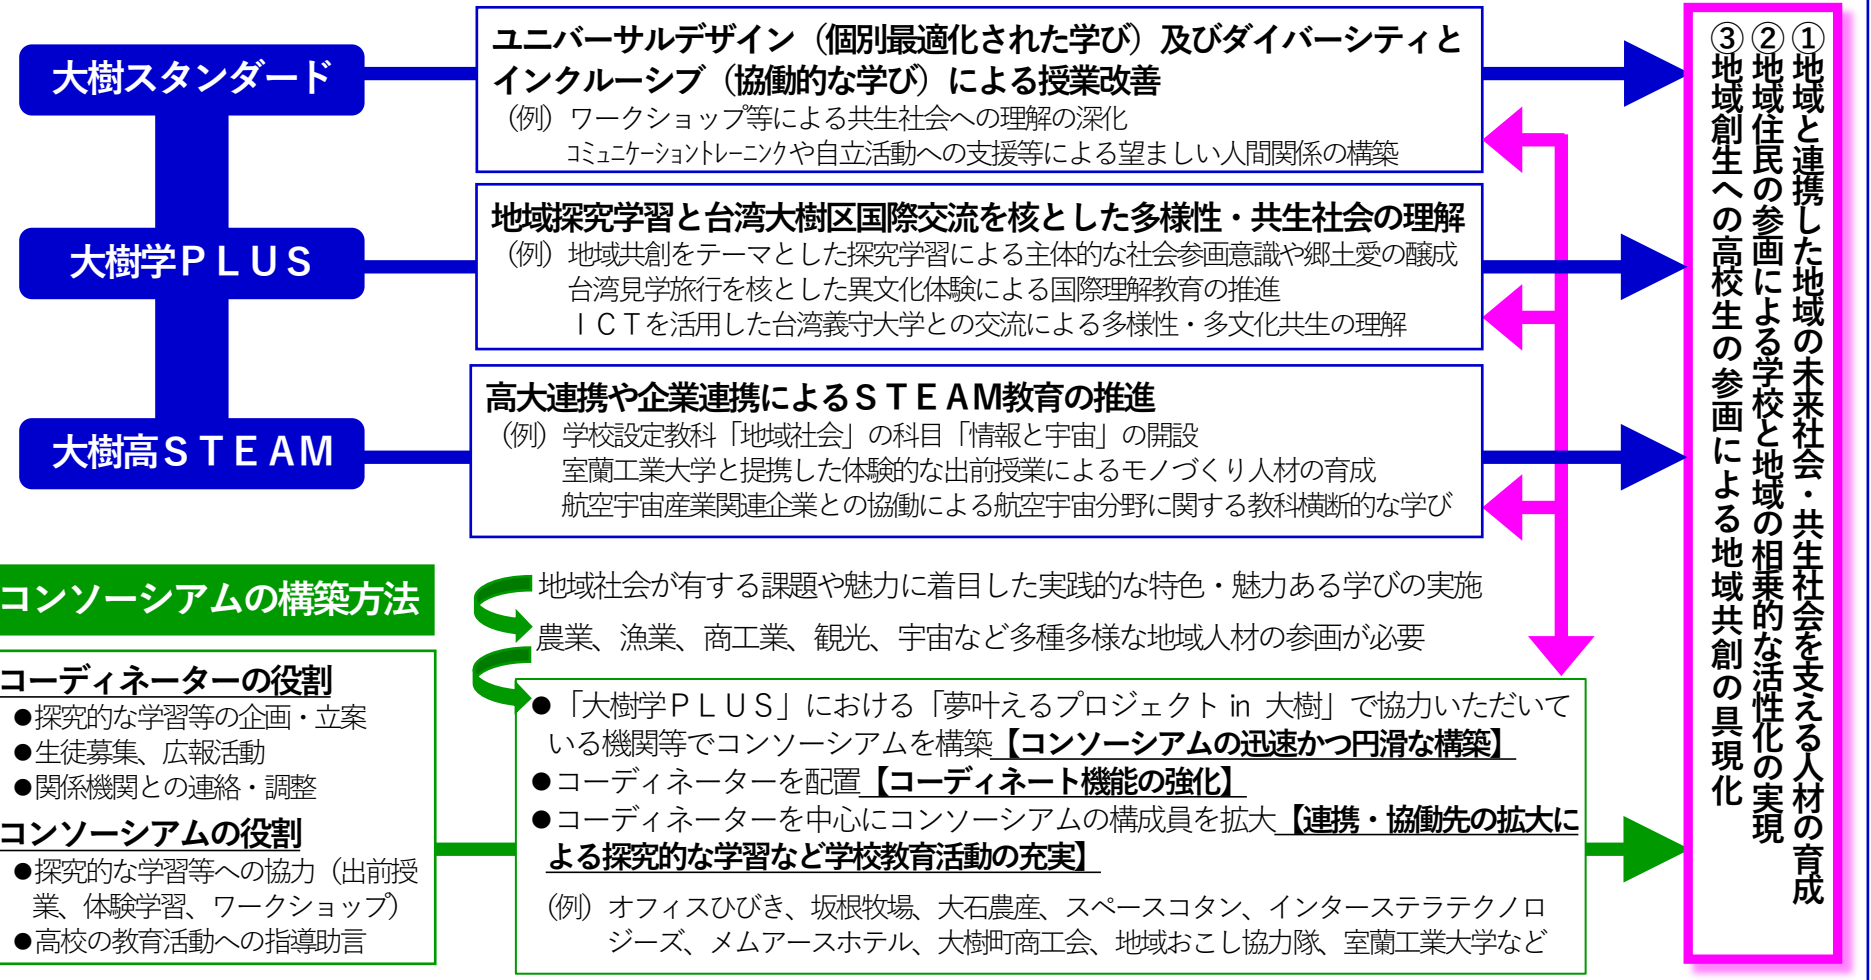 大樹スタンダード
ユニバーサルデザイン（個別最適化された学び）及びダイバーシティと
インクルーシブ（協働的な学び）による授業改善
（例）ワークショップ等による共生社会への理解の深化
ｺﾐｭﾆｹｰｼｮﾝﾄﾚｰﾆﾝｸや自立活動への支援等による望ましい人間関係の構築
大樹学ＰＬＵＳ
地域探究学習と台湾大樹区国際交流を核とした多様性・共生社会の理解
（例）地域共創をテーマとした探究学習による主体的な社会参画意識や郷土愛の醸成
台湾見学旅行を核とした異文化体験による国際理解教育の推進
ＩＣＴを活用した台湾義守大学との交流による多様性・多文化共生の理解
大樹高ＳＴＥＡＭ
高大連携や企業連携によるＳＴＥＡＭ教育の推進
（例）学校設定教科「地域社会」の科目「情報と宇宙」の開設
室蘭工業大学と提携した体験的な出前授業によるモノづくり人材の育成
航空宇宙産業関連企業との協働による航空宇宙分野に関する教科横断的な学び
コンソーシアムの構築方法
コーディネーターの役割
●探究的な学習等の企画・立案
●生徒募集、広報活動
●関係機関との連絡・調整
コンソーシアムの役割
●探究的な学習等への協力（出前授
業、体験学習、ワークショップ）
●高校の教育活動への指導助言
地域社会が有する課題や魅力に着目した実践的な特色・魅力ある学びの実施
農業、漁業、商工業、観光、宇宙など多種多様な地域人材の参画が必要
●「大樹学ＰＬＵＳ」における「夢叶えるプロジェクト in 大樹」で協力いただいて
いる機関等でコンソーシアムを構築【コンソーシアムの迅速かつ円滑な構築】
●コーディネーターを配置【コーディネート機能の強化】
●コーディネーターを中心にコンソーシアムの構成員を拡大【連携・協働先の拡大に
よる探究的な学習など学校教育活動の充実】
（例）オフィスひびき、坂根牧場、大石農産、スペースコタン、インターステラテクノロ
ジーズ、メムアースホテル、大樹町商工会、地域おこし協力隊、室蘭工業大学など
①地域と連携した地域の未来社会・共生社会を支える人材の育成
②地域住民の参画による学校と地域の相乗的な活性化の実現
③地域創生への高校生の参画による地域共創の具現化